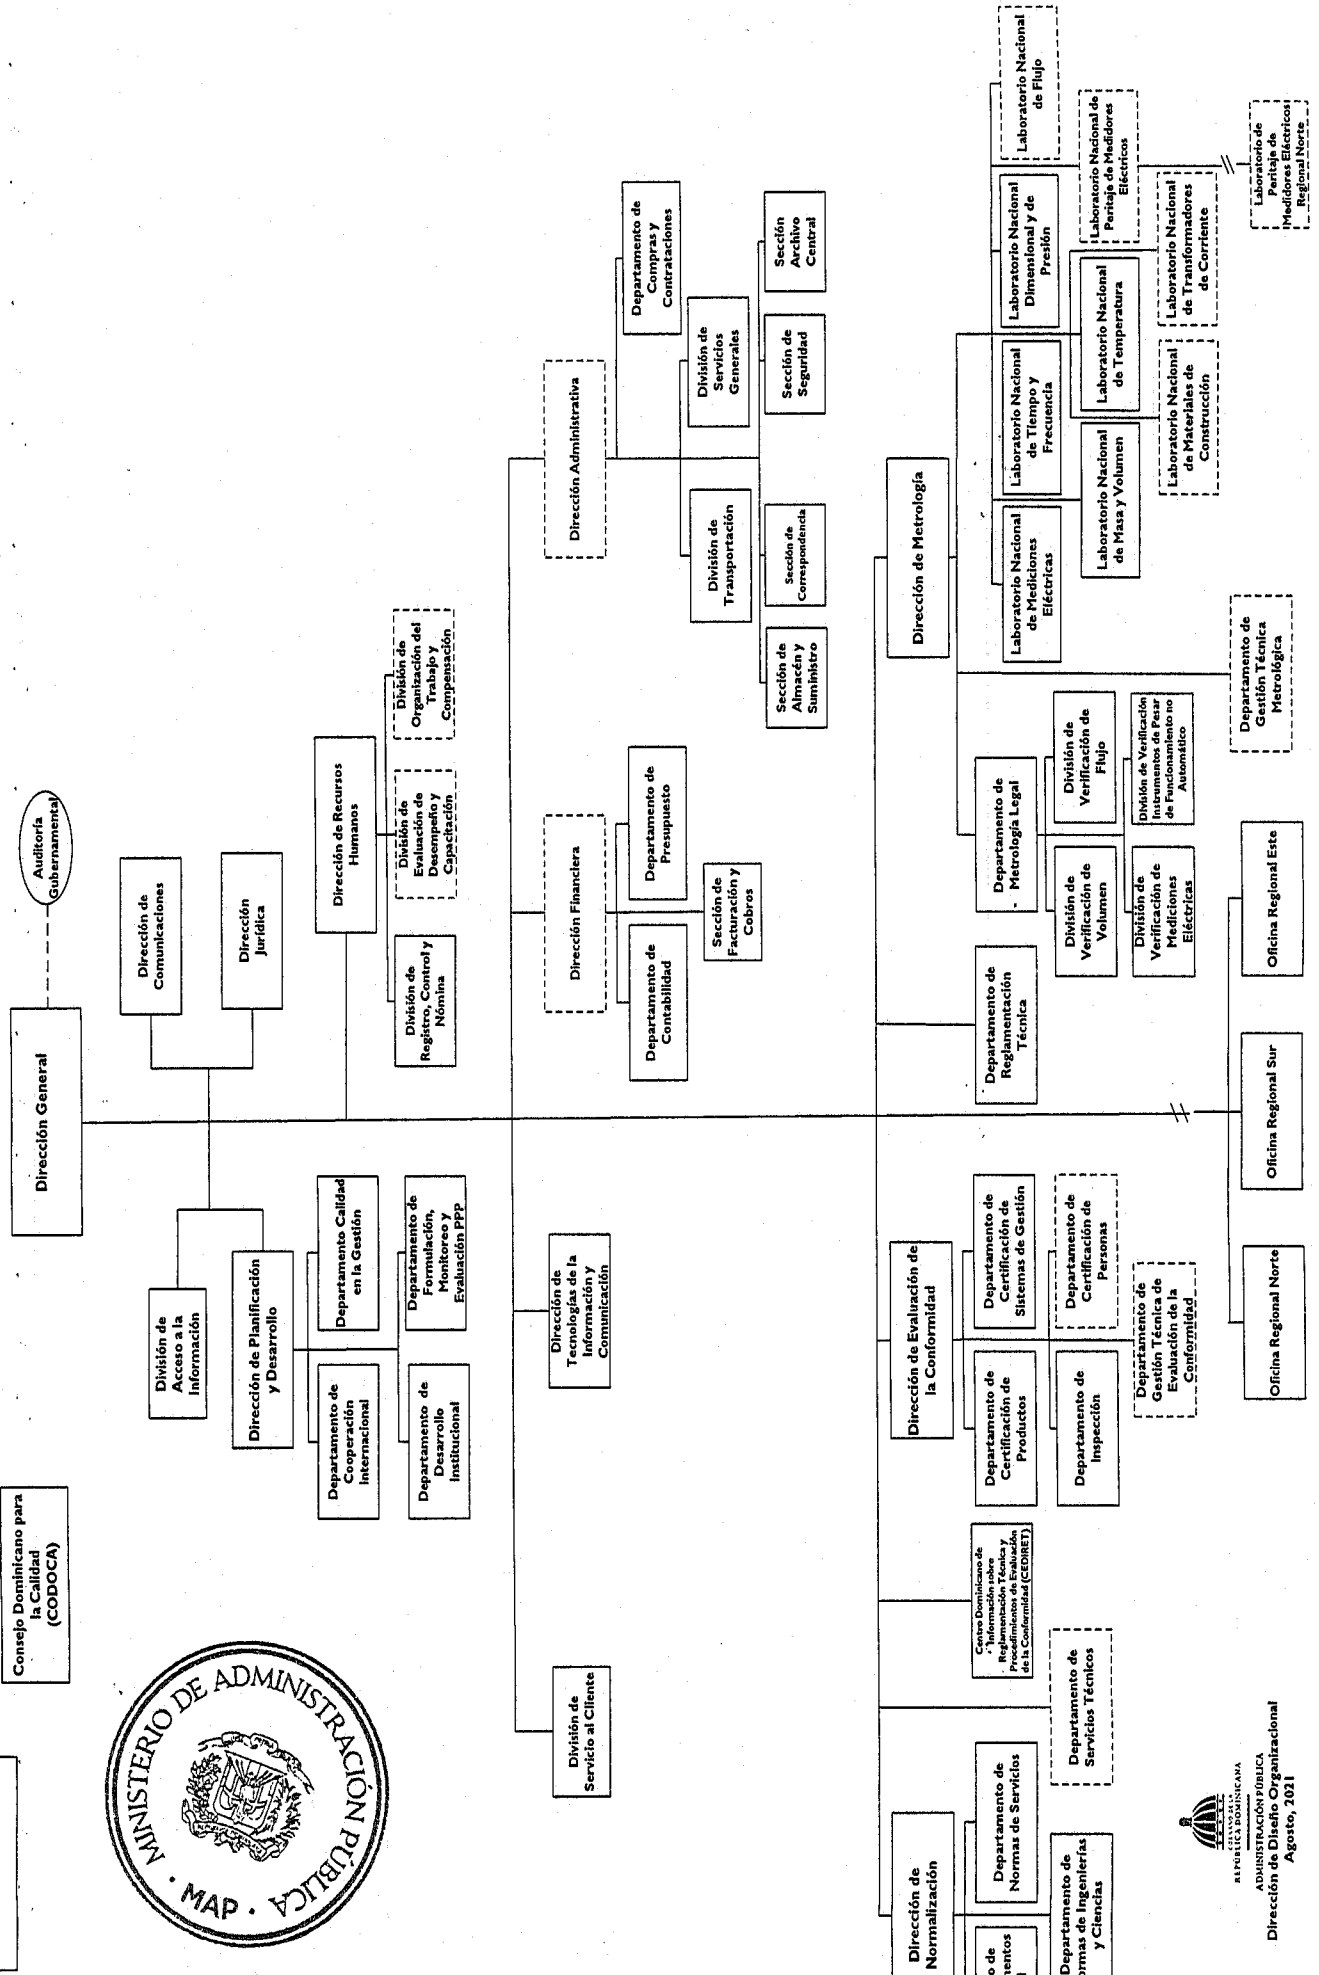 Consejo Dominicano para
la Calidad
(CODOCA)
Dirección General
Auditoría
Gubernamental
División de
Acceso a la
Información
Dirección de
Comunicaciones
Dirección de Planificación
y Desarrollo
Dirección
Jurídica
Departamento de
Cooperación
Internacional
Departamento Calidad
en la Gestión
Departamento de
Desarrollo
Institucional
Departamento de
Formulación,
Monitoreo y
Evaluación PPP
Dirección de Recursos
Humanos
División de
Registro, Control y
Nómina
División de
Evaluación de
Desempeño y
Capacitación
División de
Organización del
Trabajo y
Compensación
MINISTERIO DE ADMINISTRACIÓN PÚBLICA
· MAP ·
División de
Servicio al Cliente
Dirección de
Tecnologías de la
Información y
Comunicación
Dirección Financiera
Departamento de
Contabilidad
Departamento de
Presupuesto
Sección de
Facturación y
Cobros
Dirección Administrativa
Departamento de
Compras y
Contrataciones
División de
Transportación
División de
Servicios
Generales
Sección de
Almacén y
Suministro
Sección de
Correspondencia
Sección de
Seguridad
Sección
Archivo
Central
Dirección de
Normalización
Departamento de
Normas de Servicios
Departamento de
y Ciencias
Departamento de
Servicios Técnicos
Centro Dominicano de
Información sobre
Reglamentación Técnica y
Procedimientos de Evaluación
de la Conformidad (CEDIRET)
Dirección de Evaluación de
la Conformidad
Departamento de
Certificación de
Productos
Departamento de
Certificación de
Sistemas de Gestión
Departamento de
Inspección
Departamento de
Certificación de
Personas
Departamento de
Gestión Técnica de
Evaluación de la
Conformidad
Departamento de
Reglamentación
Técnica
Dirección de Metrología
Departamento de
Metrología Legal
División de
Verificación de
Volumen
División de
Verificación de
Flujo
División de
Verificación de
Mediciones
Eléctricas
División de Verificación
Instrumentos de Pesar
de Funcionamiento no
Automático
Departamento de
Gestión Técnica
Metrológica
Laboratorio Nacional
de Mediciones
Eléctricas
Laboratorio Nacional
de Tiempo y
Frecuencia
Laboratorio Nacional
Dimensional y de
Presión
Laboratorio Nacional
de Flujo
Laboratorio Nacional
de Masa y Volumen
Laboratorio Nacional
de Temperatura
Laboratorio Nacional de
Peritaje de Medidores
Eléctricos
Laboratorio Nacional
de Materiales de
Construcción
Laboratorio Nacional
de Transformadores
de Corriente
Laboratorio de
Peritaje de
Medidores Eléctricos
Regional Norte
Oficina Regional Norte
Oficina Regional Sur
Oficina Regional Este
GOBIERNO DE LA
REPÚBLICA DOMINICANA
ADMINISTRACIÓN PÚBLICA
Dirección de Diseño Organizacional
Agosto, 2021